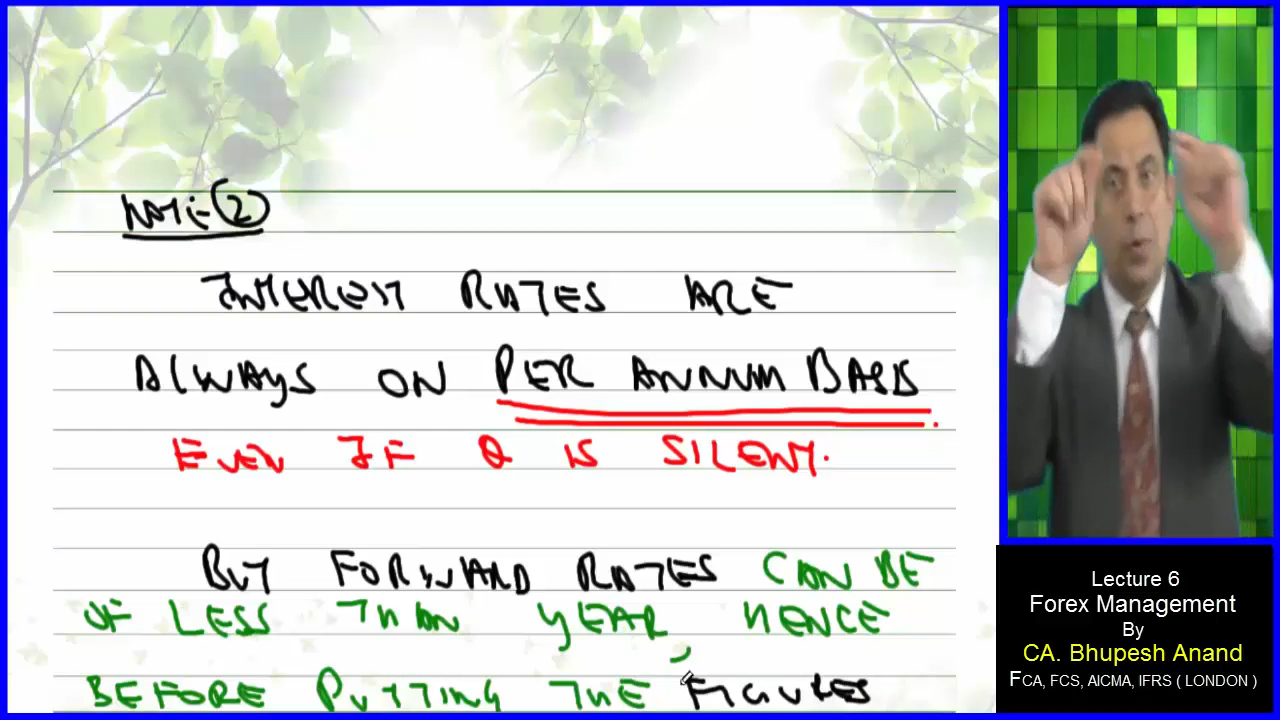 NOTE-(2)
INTEREST RATES ARE
ALWAYS ON PER ANNUM BASIS.
EVEN IF Q IS SILENT.
BUT FORWARD RATES CAN BE
OF LESS THAN YEAR, HENCE
BEFORE PUTTING THE FIGURES
Lecture 6
Forex Management
By
CA. Bhupesh Anand
FCA, FCS, AICMA, IFRS ( LONDON )